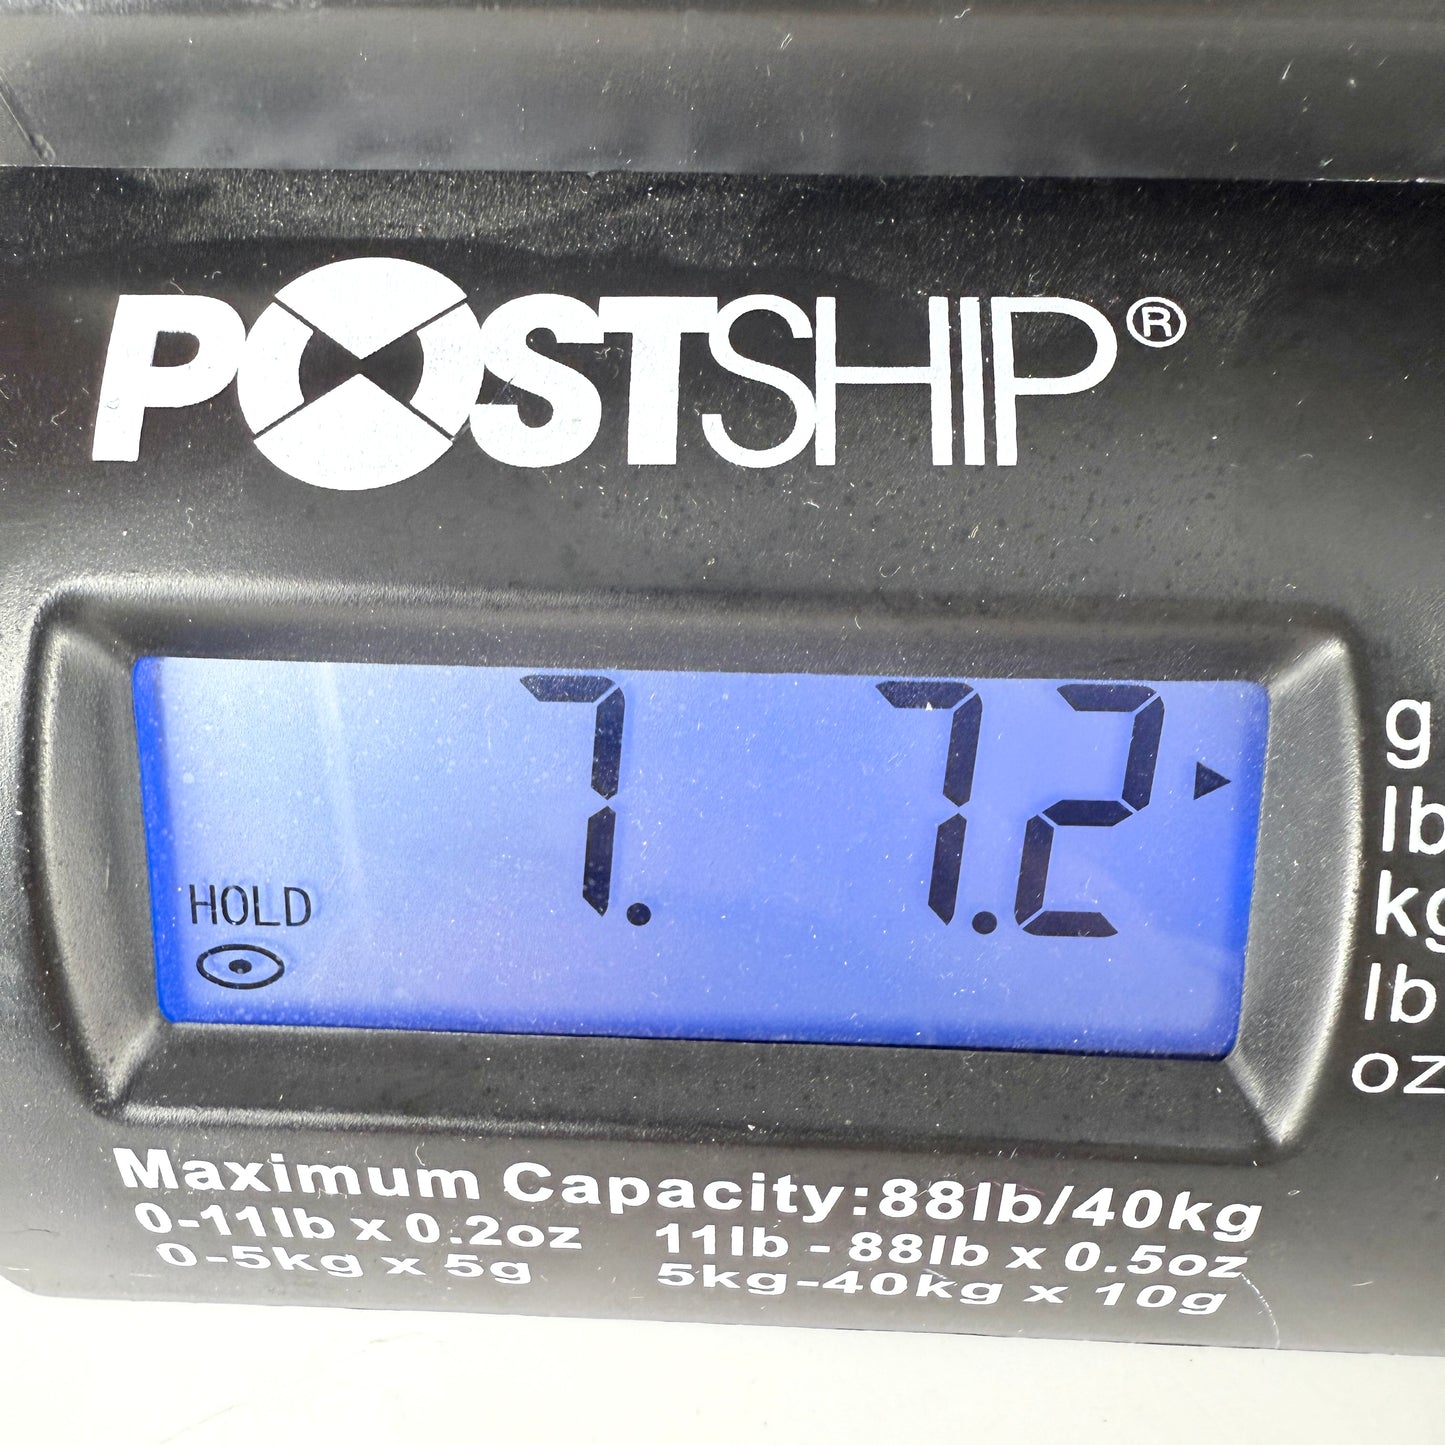 POSTSHIP®
7. 7.2
g
lb
kg
lb
oz
HOLD
Maximum Capacity:88lb/40kg
0-11lb x 0.2oz 11lb - 88lb x 0.5oz
0-5kg x 5g 5kg-40kg x 10g